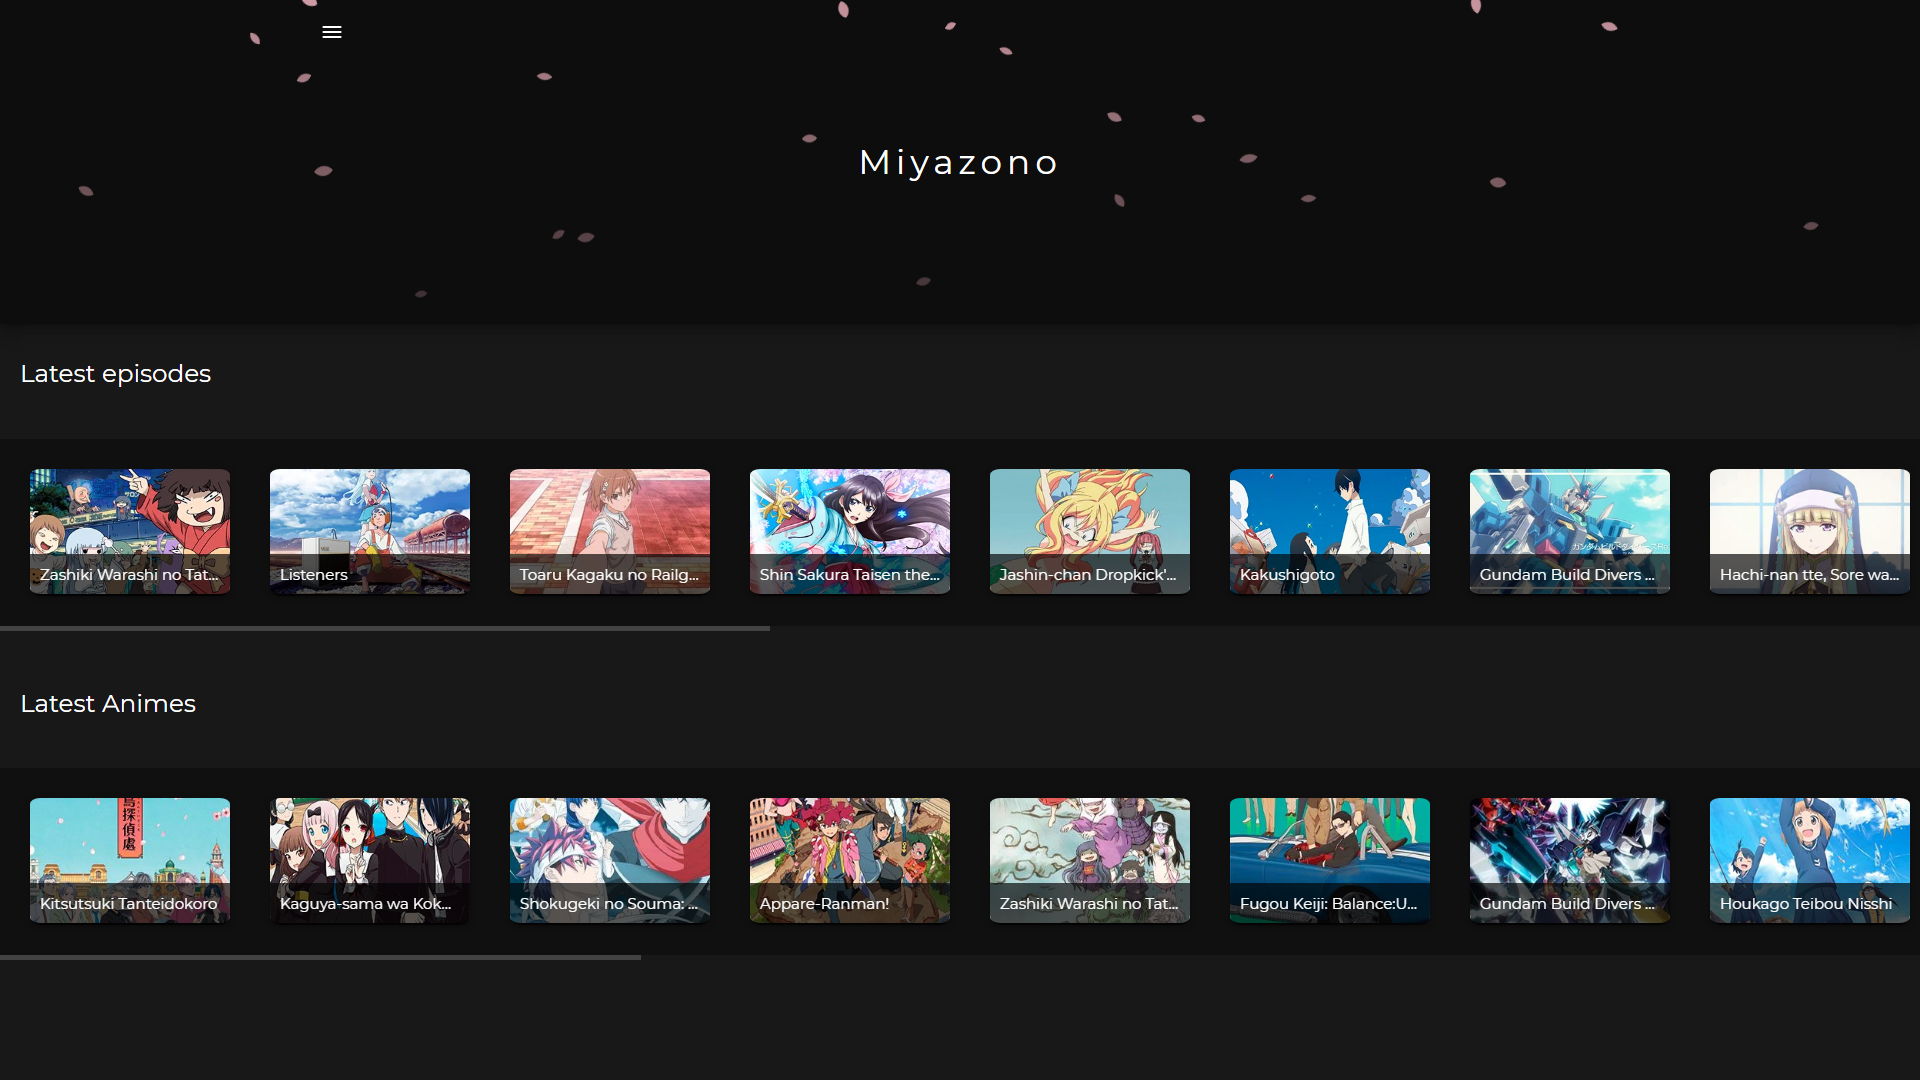 Miyazono
Latest episodes
Zashiki Warashi no Tat...
Listeners
Toaru Kagaku no Railg...
Shin Sakura Taisen the...
Jashin-chan Dropkick'...
Kakushigoto
Gundam Build Divers ...
Hachi-nan tte, Sore wa...
Latest Animes
Kitsutsuki Tanteidokoro
Kaguya-sama wa Kok...
Shokugeki no Souma: ...
Appare-Ranman!
Zashiki Warashi no Tat...
Fugou Keiji: Balance:U...
Gundam Build Divers ...
Houkago Teibou Nisshi